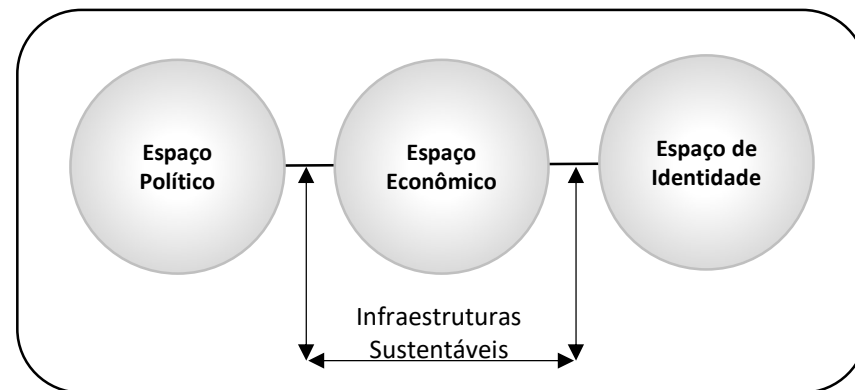 Espaço
Político
Espaço
Econômico
Espaço de
Identidade
Infraestruturas
Sustentáveis